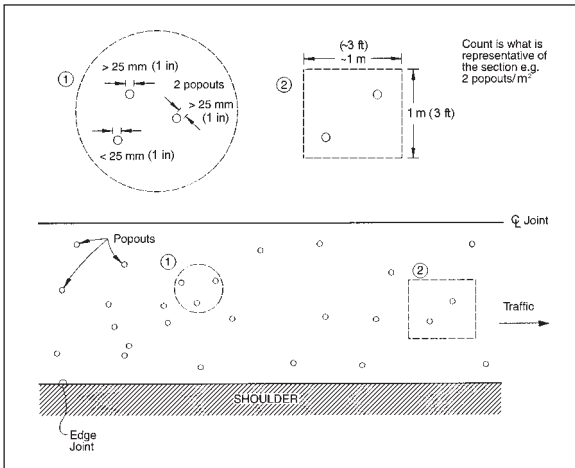 (~3 ft)
~1 m
Count is what is
representative of
the section e.g.
2 popouts/m²
1
> 25 mm (1 in)
2 popouts
> 25 mm
(1 in)
< 25 mm (1 in)
2
1 m (3 ft)
℄ Joint
Popouts
1
2
Traffic
SHOULDER
Edge
Joint